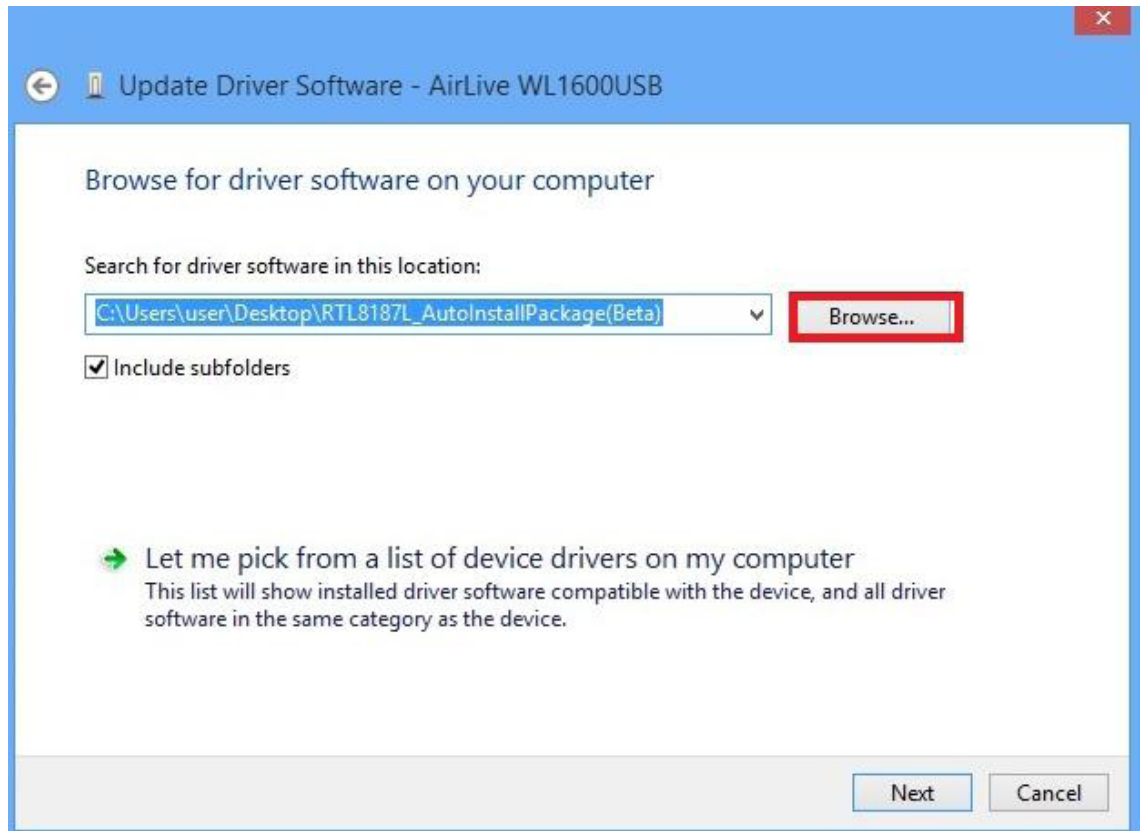 Update Driver Software - AirLive WL1600USB
Browse for driver software on your computer
Search for driver software in this location:
C:\Users\user\Desktop\RTL8187L_AutoInstallPackage(Beta)
Browse...
Include subfolders
Let me pick from a list of device drivers on my computer
This list will show installed driver software compatible with the device, and all driver
software in the same category as the device.
Next
Cancel